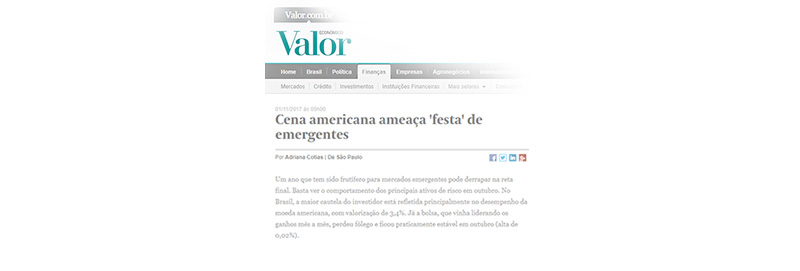 Valor.com.br
ECONÔMICO
Valor
Home Brasil Política Finanças Empresas Agronegócios
Mercados Crédito Investimentos Instituições Financeiras Mais setores
01/11/2017 às 05h00
Cena americana ameaça 'festa' de
emergentes
Por Adriana Cotias | De São Paulo
Um ano que tem sido frutífero para mercados emergentes pode derrapar na reta
final. Basta ver o comportamento dos principais ativos de risco em outubro. No
Brasil, a maior cautela do investidor está refletida principalmente no desempenho da
moeda americana, com valorização de 3,4%. Já a bolsa, que vinha liderando os
ganhos mês a mês, perdeu fôlego e ficou praticamente estável em outubro (alta de
0,02%).